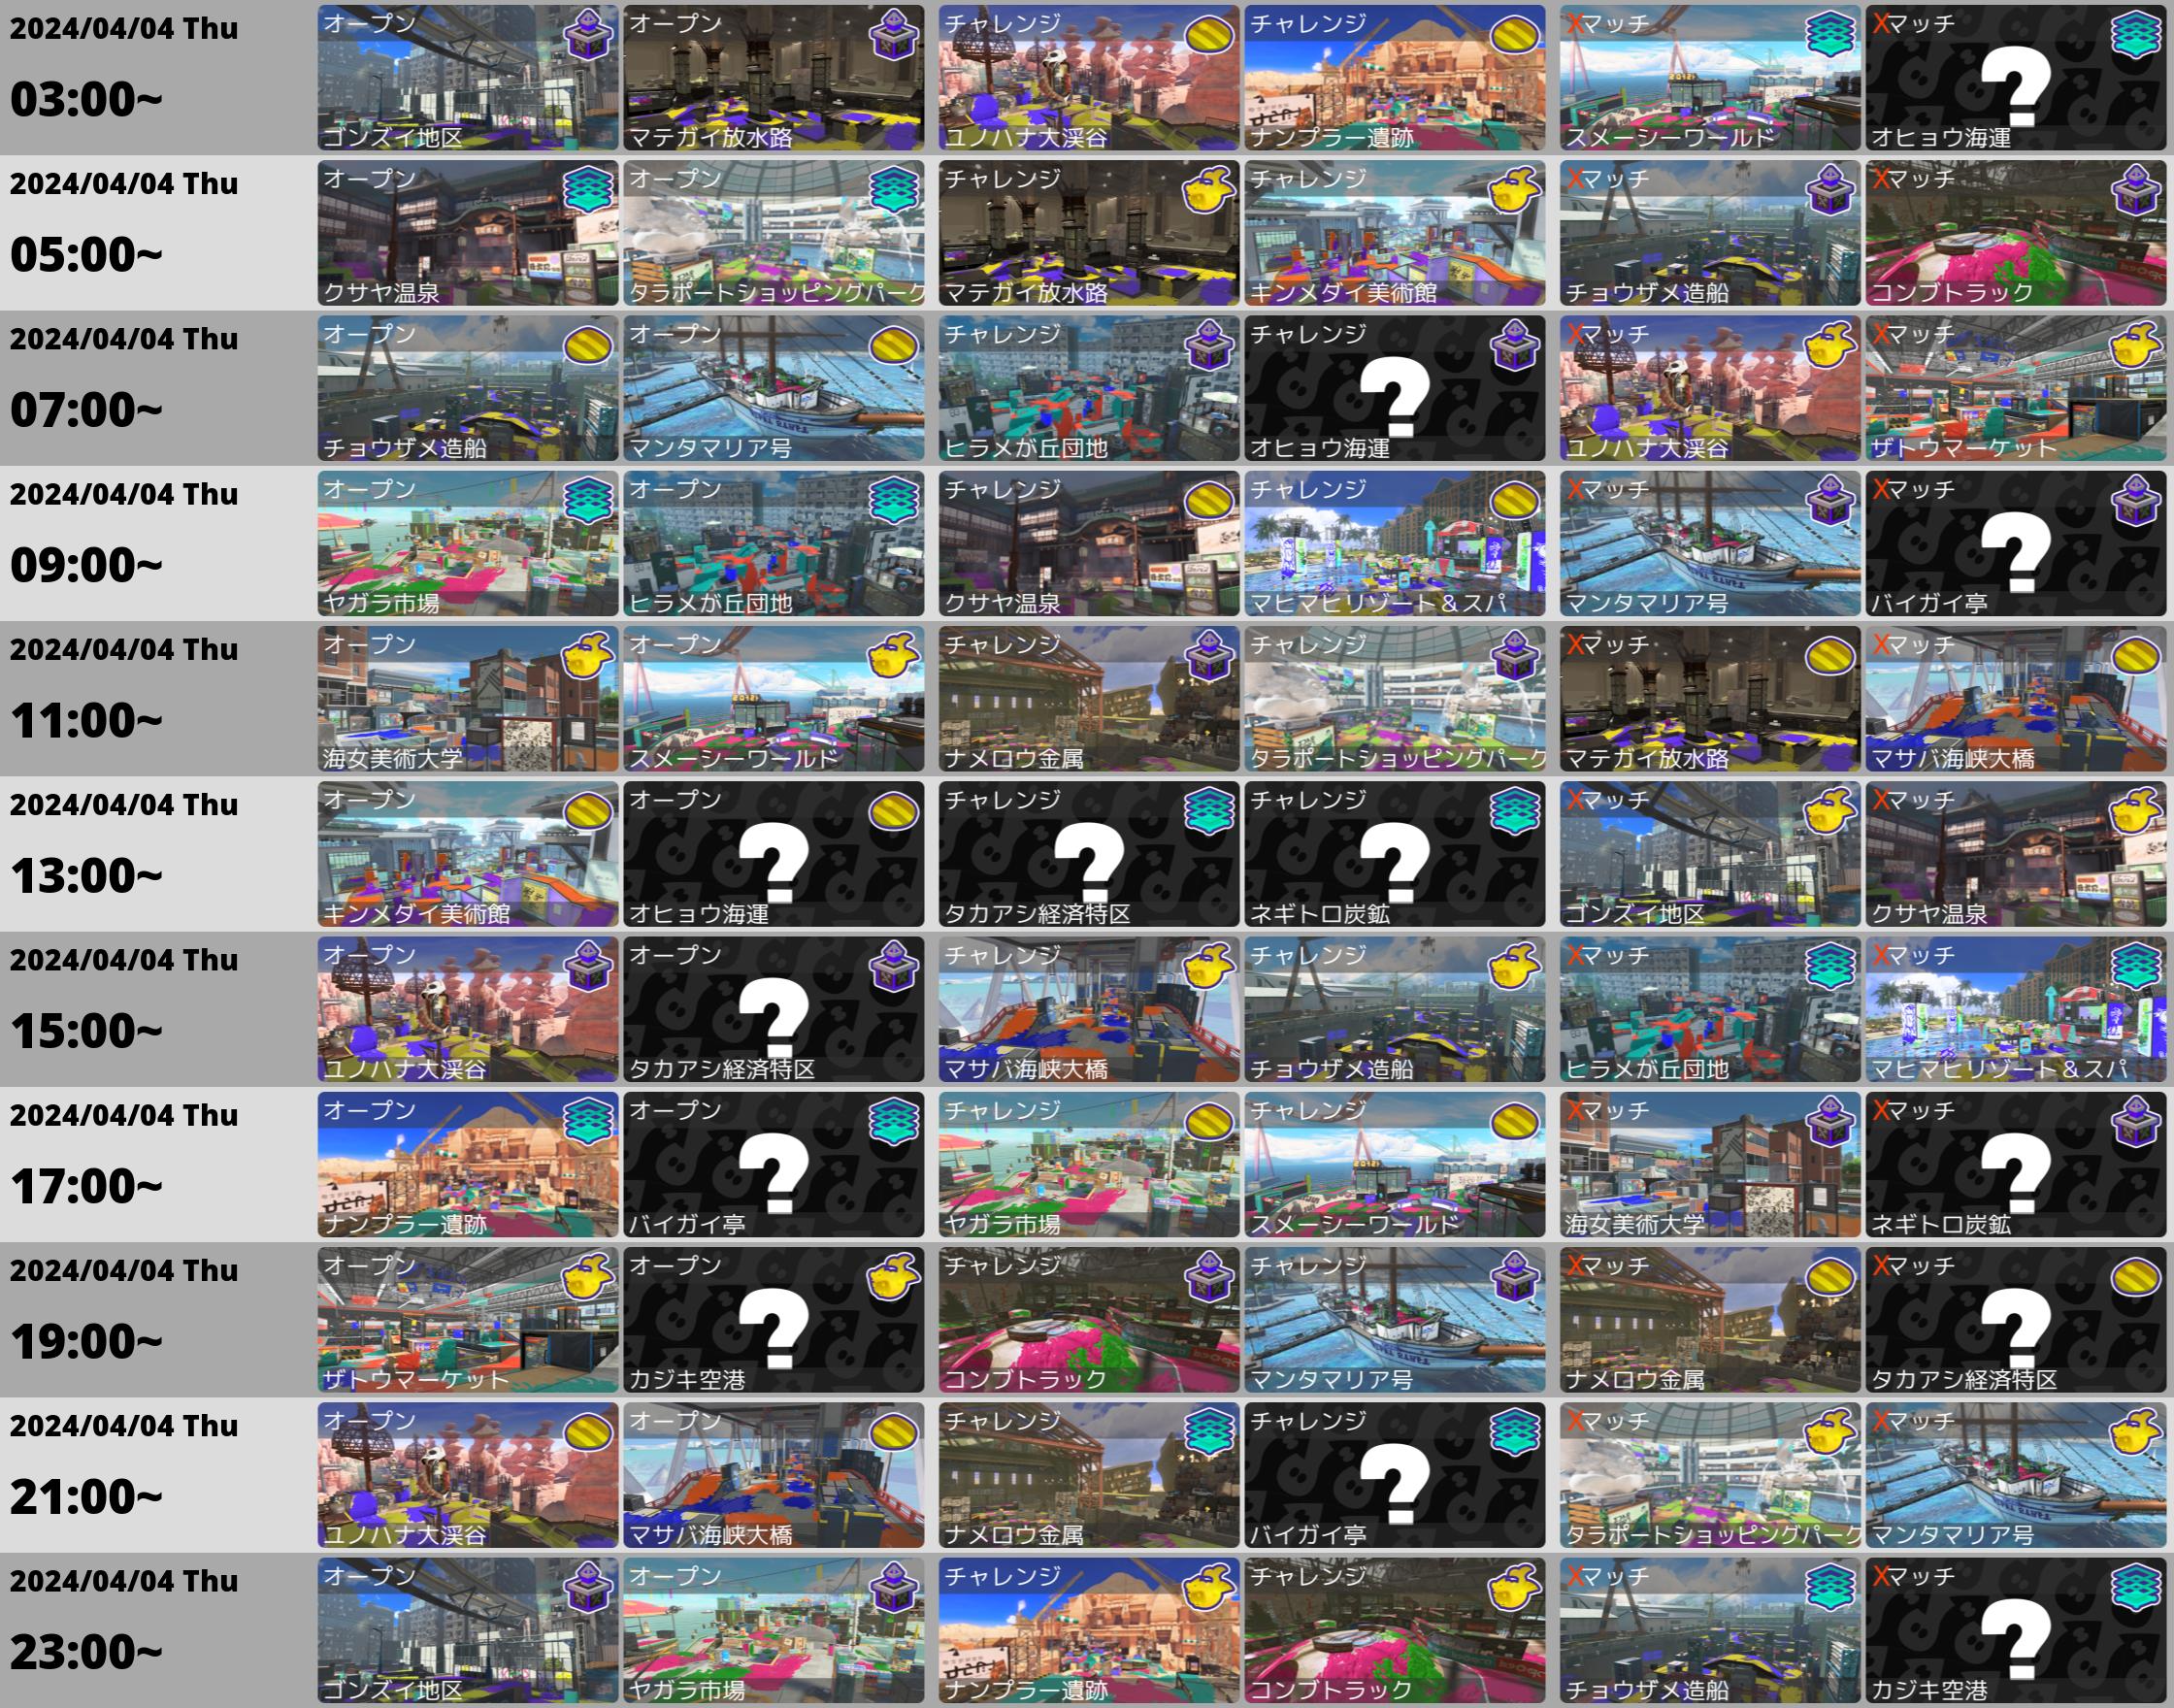 2024/04/04 Thu
03:00~
オープン
ゴンズイ地区
オープン
マテガイ放水路
チャレンジ
ユノハナ大渓谷
チャレンジ
ナンプラー遺跡
Xマッチ
スメーシーワールド
Xマッチ
?
オヒョウ海運
2024/04/04 Thu
05:00~
オープン
クサヤ温泉
オープン
タラポートショッピングパーク
チャレンジ
マテガイ放水路
チャレンジ
キンメダイ美術館
Xマッチ
チョウザメ造船
Xマッチ
コンブトラック
2024/04/04 Thu
07:00~
オープン
チョウザメ造船
オープン
マンタマリア号
チャレンジ
ヒラメが丘団地
チャレンジ
?
オヒョウ海運
Xマッチ
ユノハナ大渓谷
Xマッチ
ザトウマーケット
2024/04/04 Thu
09:00~
オープン
ヤガラ市場
オープン
ヒラメが丘団地
チャレンジ
クサヤ温泉
チャレンジ
マヒマヒリゾート＆スパ
Xマッチ
マンタマリア号
Xマッチ
?
バイガイ亭
2024/04/04 Thu
11:00~
オープン
海女美術大学
オープン
スメーシーワールド
チャレンジ
ナメロウ金属
チャレンジ
タラポートショッピングパーク
Xマッチ
マテガイ放水路
Xマッチ
マサバ海峡大橋
2024/04/04 Thu
13:00~
オープン
キンメダイ美術館
オープン
?
オヒョウ海運
チャレンジ
?
タカアシ経済特区
チャレンジ
?
ネギトロ炭鉱
Xマッチ
ゴンズイ地区
Xマッチ
クサヤ温泉
2024/04/04 Thu
15:00~
オープン
ユノハナ大渓谷
オープン
?
タカアシ経済特区
チャレンジ
マサバ海峡大橋
チャレンジ
チョウザメ造船
Xマッチ
ヒラメが丘団地
Xマッチ
マヒマヒリゾート＆スパ
2024/04/04 Thu
17:00~
オープン
ナンプラー遺跡
オープン
?
バイガイ亭
チャレンジ
ヤガラ市場
チャレンジ
スメーシーワールド
Xマッチ
海女美術大学
Xマッチ
?
ネギトロ炭鉱
2024/04/04 Thu
19:00~
オープン
ザトウマーケット
オープン
?
カジキ空港
チャレンジ
コンブトラック
チャレンジ
マンタマリア号
Xマッチ
ナメロウ金属
Xマッチ
?
タカアシ経済特区
2024/04/04 Thu
21:00~
オープン
ユノハナ大渓谷
オープン
マサバ海峡大橋
チャレンジ
ナメロウ金属
チャレンジ
?
バイガイ亭
Xマッチ
タラポートショッピングパーク
Xマッチ
マンタマリア号
2024/04/04 Thu
23:00~
オープン
ゴンズイ地区
オープン
ヤガラ市場
チャレンジ
ナンプラー遺跡
チャレンジ
コンブトラック
Xマッチ
チョウザメ造船
Xマッチ
?
カジキ空港